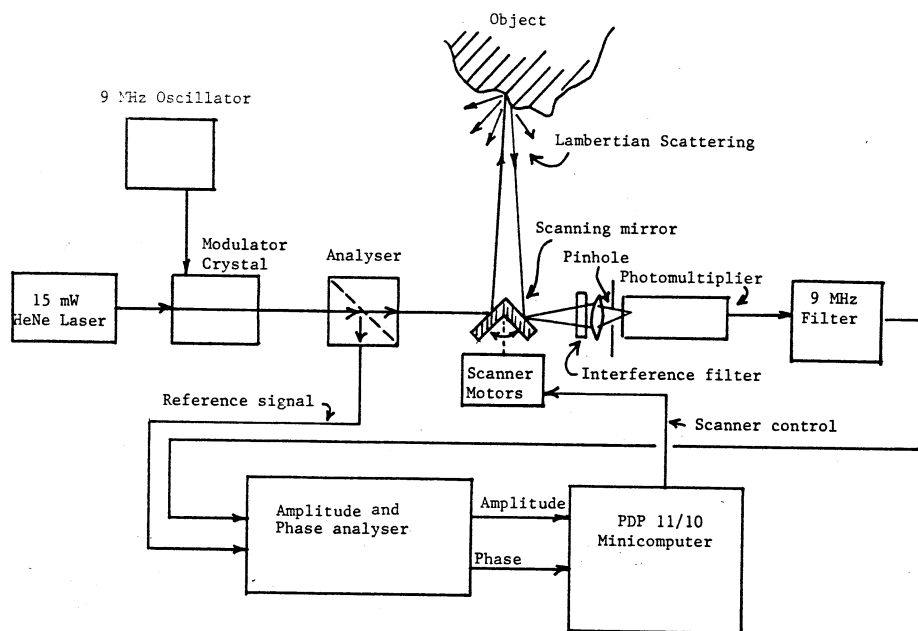 Object
9 MHz Oscillator
Lambertian Scattering
Scanning mirror
Modulator
Crystal
Analyser
Pinhole
Photomultiplier
15 mW
HeNe Laser
9 MHz
Filter
Scanner
Motors
Interference filter
Reference signal
Scanner control
Amplitude and
Phase analyser
Amplitude
Phase
PDP 11/10
Minicomputer